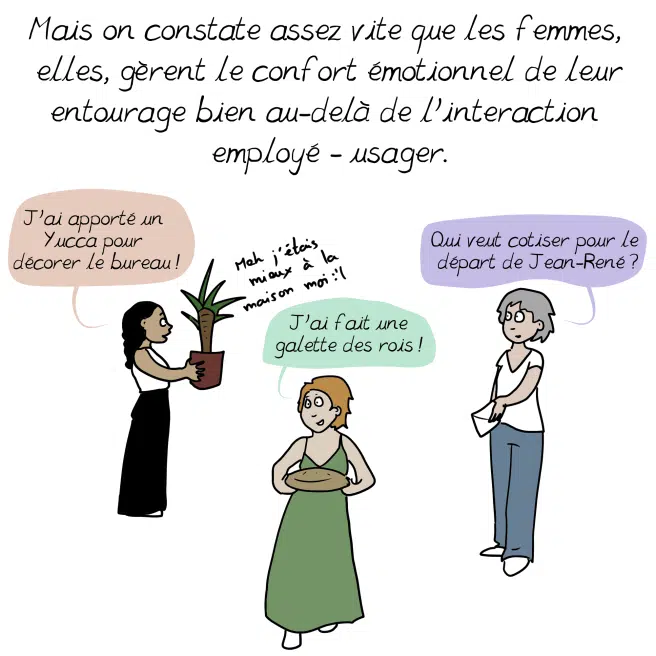 Mais on constate assez vite que les femmes,
elles, gèrent le confort émotionnel de leur
entourage bien au-delà de l'interaction
employé - usager.
J'ai apporté un
Yucca pour
décorer le bureau !
Meh j'étais
mieux à la
maison moi :'(
J'ai fait une
galette des rois !
Qui veut cotiser pour le
départ de Jean-René ?